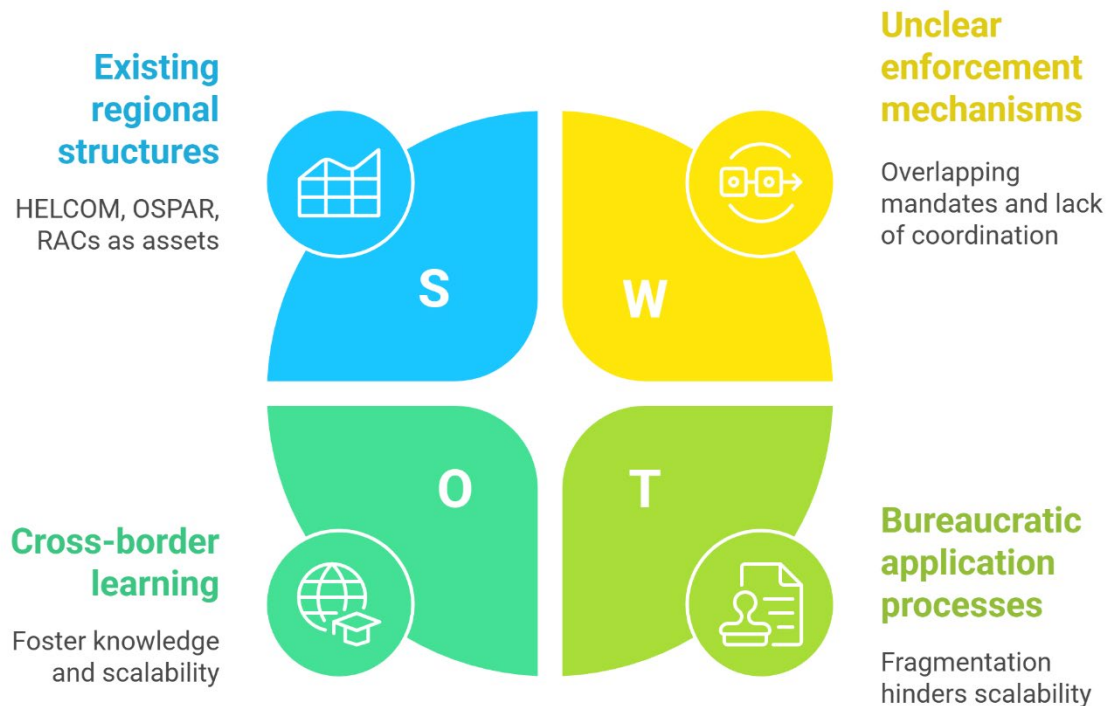 Existing
regional
structures
HELCOM, OSPAR,
RACs as assets
S
Unclear
enforcement
mechanisms
Overlapping
mandates and lack
of coordination
W
Cross-border
learning
Foster knowledge
and scalability
O
T
Bureaucratic
application
processes
Fragmentation
hinders scalability